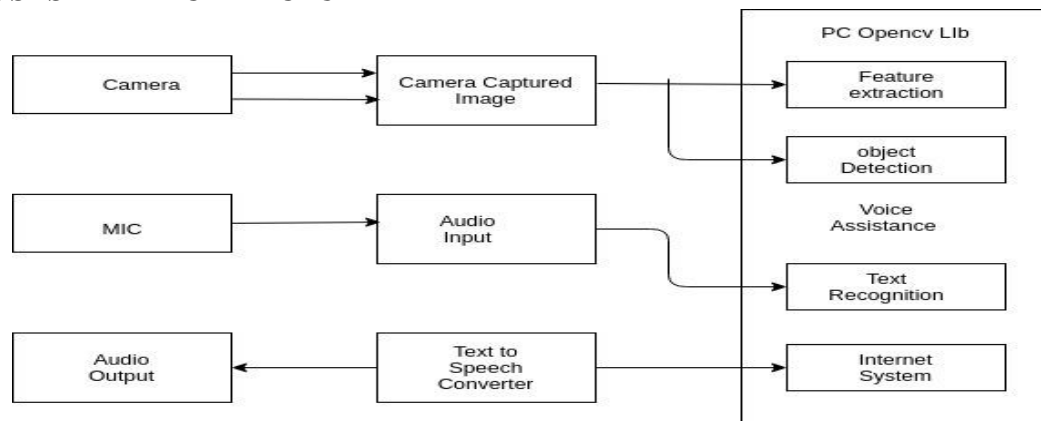 PC Opencv LIb
Camera
Camera Captured
Image
Feature
extraction
object
Detection
MIC
Audio
Input
Voice
Assistance
Text
Recognition
Audio
Output
Text to
Speech
Converter
Internet
System